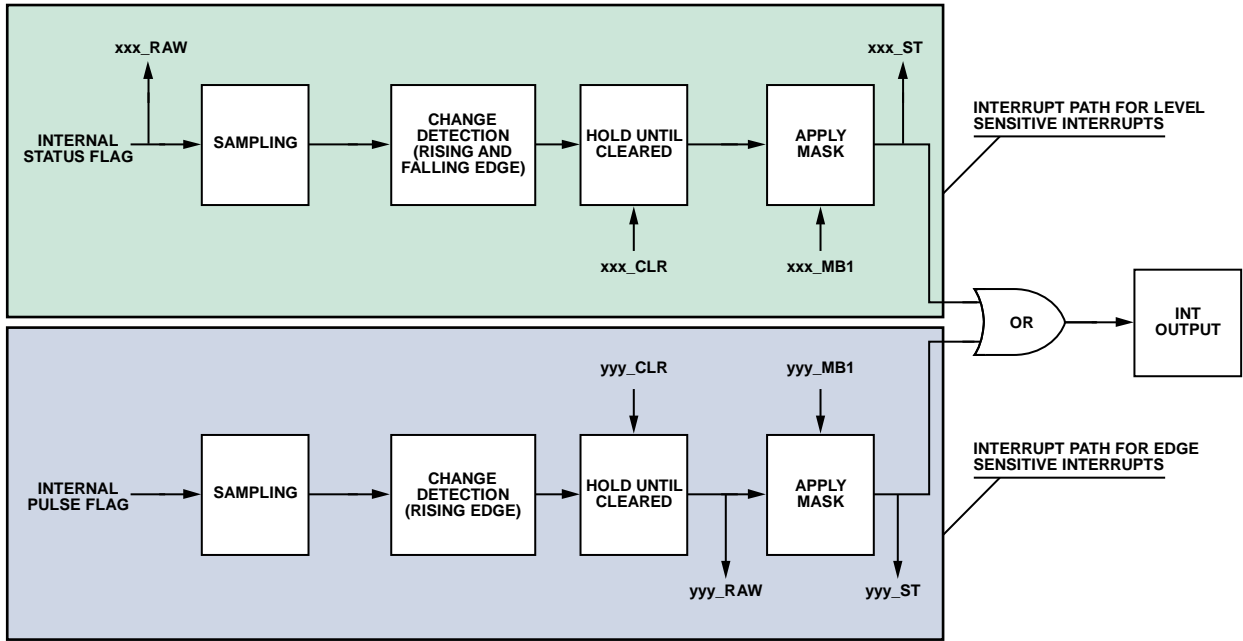 xxx_RAW
xxx_ST
INTERNAL
STATUS FLAG
SAMPLING
CHANGE
DETECTION
(RISING AND
FALLING EDGE)
HOLD UNTIL
CLEARED
APPLY
MASK
xxx_CLR
xxx_MB1
INTERRUPT PATH FOR LEVEL
SENSITIVE INTERRUPTS
OR
INT
OUTPUT
yyy_CLR
yyy_MB1
INTERNAL
PULSE FLAG
SAMPLING
CHANGE
DETECTION
(RISING EDGE)
HOLD UNTIL
CLEARED
APPLY
MASK
yyy_RAW
yyy_ST
INTERRUPT PATH FOR EDGE
SENSITIVE INTERRUPTS